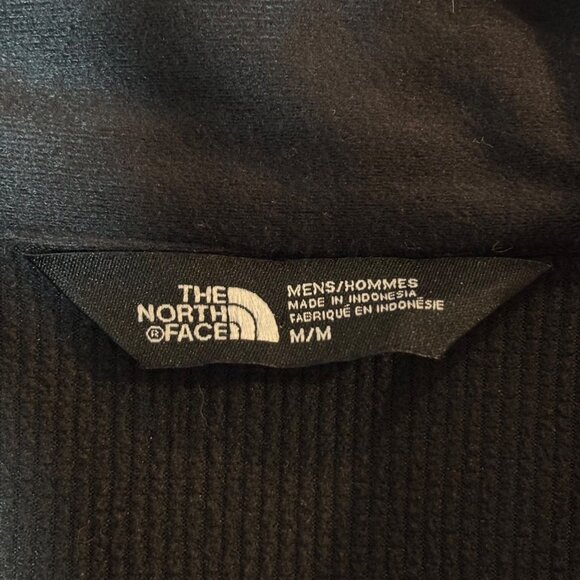 THE
NORTH
®FACE
MENS/HOMMES
MADE IN INDONESIA
FABRIQUÉ EN INDONÉSIE
M/M